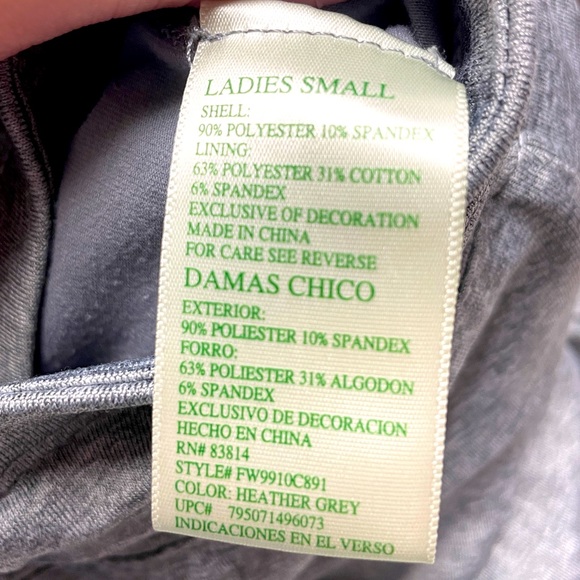 LADIES SMALL
SHELL:
90% POLYESTER 10% SPANDEX
LINING:
63% POLYESTER 31% COTTON
6% SPANDEX
EXCLUSIVE OF DECORATION
MADE IN CHINA
FOR CARE SEE REVERSE
DAMAS CHICO
EXTERIOR:
90% POLIESTER 10% SPANDEX
FORRO:
63% POLIESTER 31% ALGODON
6% SPANDEX
EXCLUSIVO DE DECORACION
HECHO EN CHINA
RN# 83814
STYLE# FW9910C891
COLOR: HEATHER GREY
UPC# 795071496073
INDICACIONES EN EL VERSO